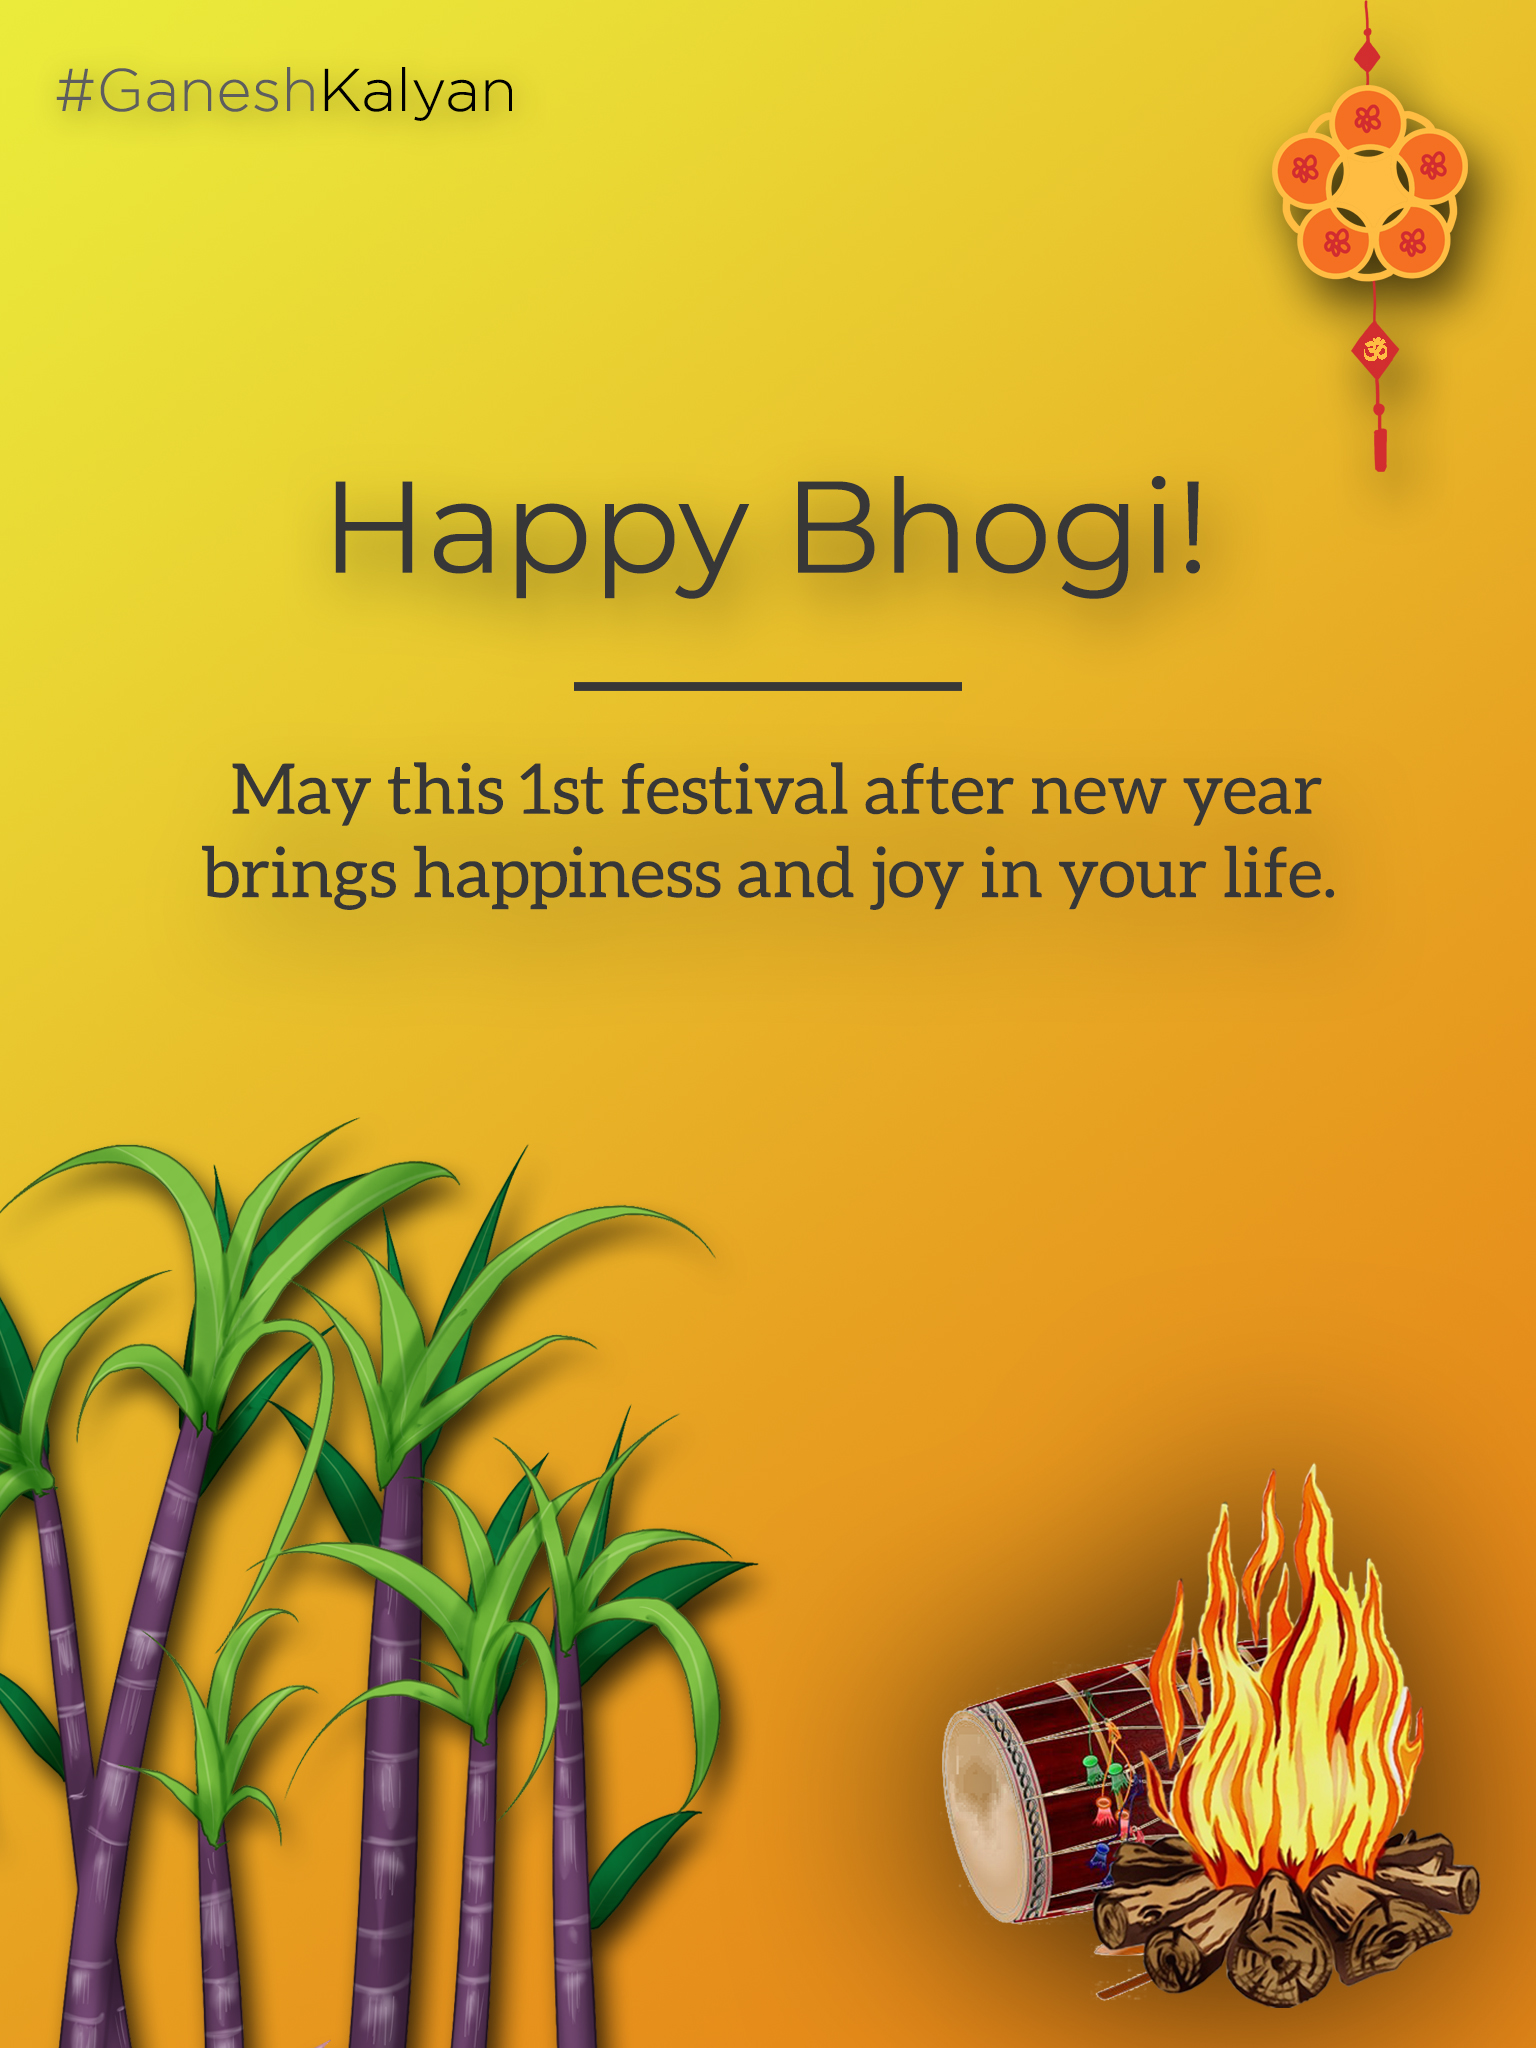 #GaneshKalyan
ॐ
Happy Bhogi!
May this 1st festival after new year
brings happiness and joy in your life.